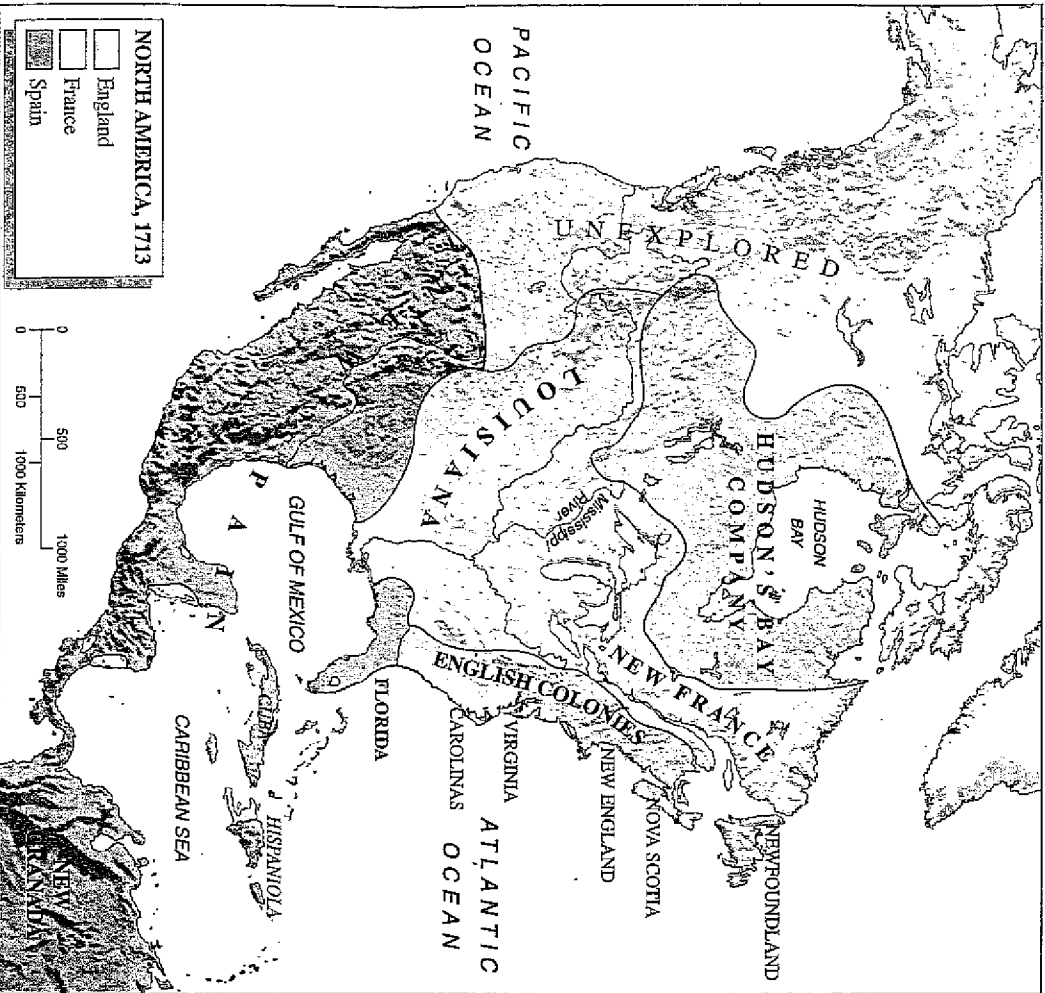 NORTH AMERICA, 1713
England
France
Spain
PACIFIC
OCEAN
UNEXPLORED
HUDSON
BAY
HUDSON'S BAY
COMPANY
LOUISIANA
Mississippi
River
NEW FRANCE
ENGLISH COLONIES
NEWFOUNDLAND
NOVA SCOTIA
NEW ENGLAND
VIRGINIA
CAROLINAS
FLORIDA
ATLANTIC
OCEAN
GULF OF MEXICO
SPAIN
HISPANIOLA
CARIBBEAN SEA
NEW
GRANADA
0 500 1000 Miles
0 500 1000 Kilometers